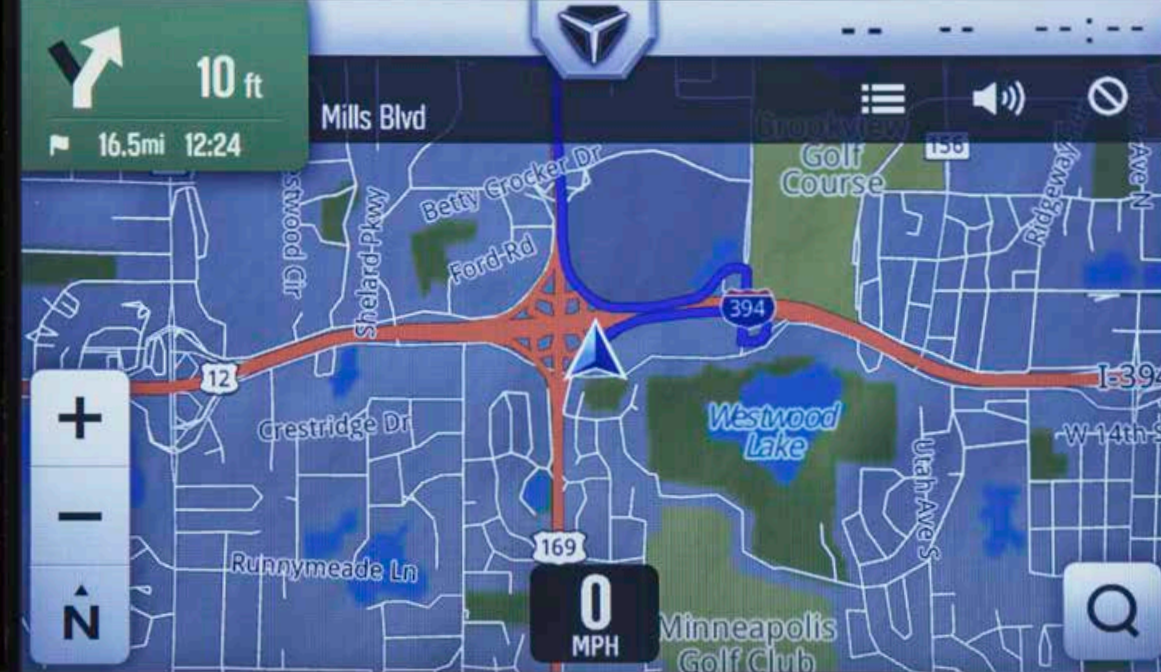 10 ft
16.5mi 12:24
Mills Blvd
-- -- --:--
Brookview
Golf
Course
156
Ridgeway
Ave N
Betty Crocker Dr
Ford Rd
Shelard Pkwy
stwood Cir
394
12
I-394
Westwood
Lake
Crestridge Dr
W 14th S
Utah Ave S
169
Runnymeade Ln
+
−
N
0
MPH
Minneapolis
Golf Club